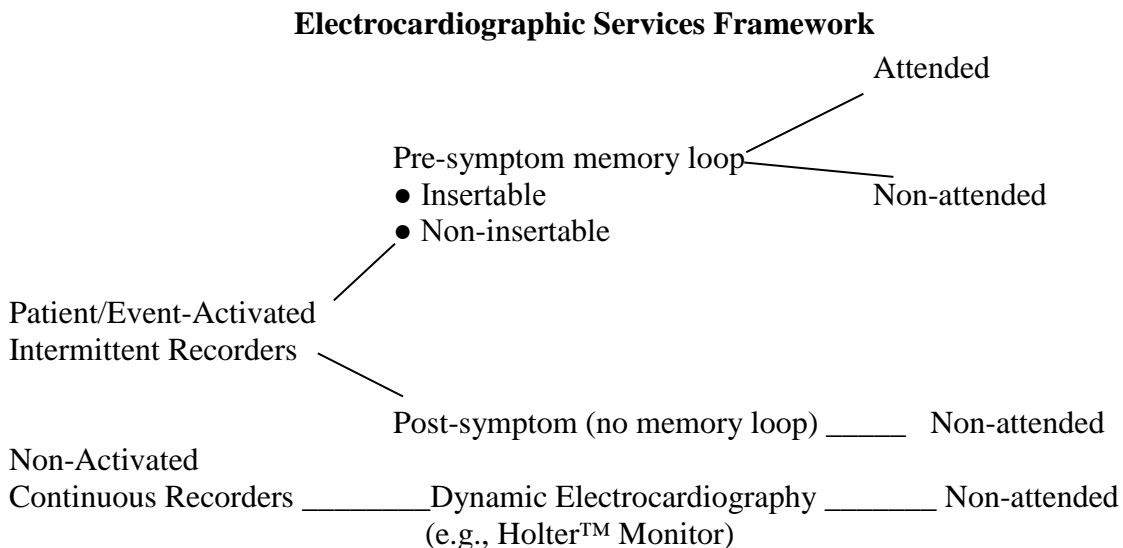 Electrocardiographic Services Framework
Attended
Pre-symptom memory loop
● Insertable
Non-attended
● Non-insertable
Patient/Event-Activated
Intermittent Recorders
Post-symptom (no memory loop) _____ Non-attended
Non-Activated
Continuous Recorders ________Dynamic Electrocardiography _______ Non-attended
(e.g., Holter™ Monitor)